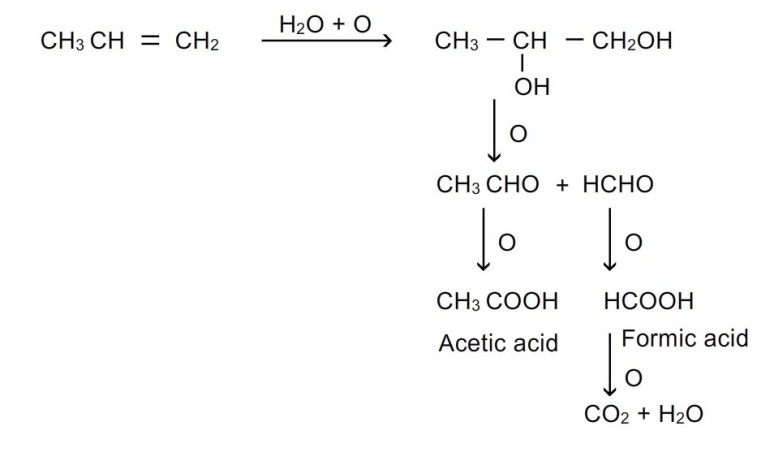 H₂O + O
CH₃ CH = CH₂ → CH₃ – CH – CH₂OH
|
OH
↓ O
CH₃ CHO + HCHO
↓ O ↓ O
CH₃ COOH HCOOH
Acetic acid Formic acid
↓ O
CO₂ + H₂O